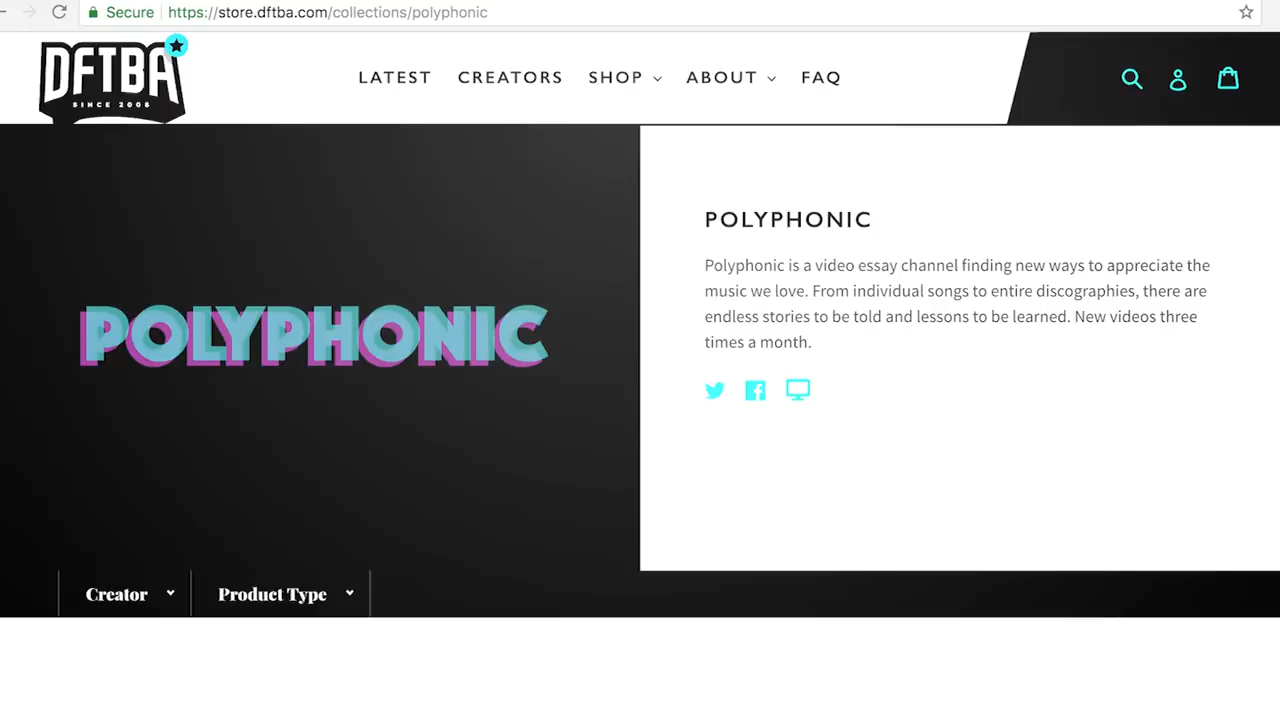 Secure https://store.dftba.com/collections/polyphonic
DFTBA
SINCE 2008
LATEST CREATORS SHOP ABOUT FAQ
POLYPHONIC
POLYPHONIC
Polyphonic is a video essay channel finding new ways to appreciate the
music we love. From individual songs to entire discographies, there are
endless stories to be told and lessons to be learned. New videos three
times a month.
Creator Product Type